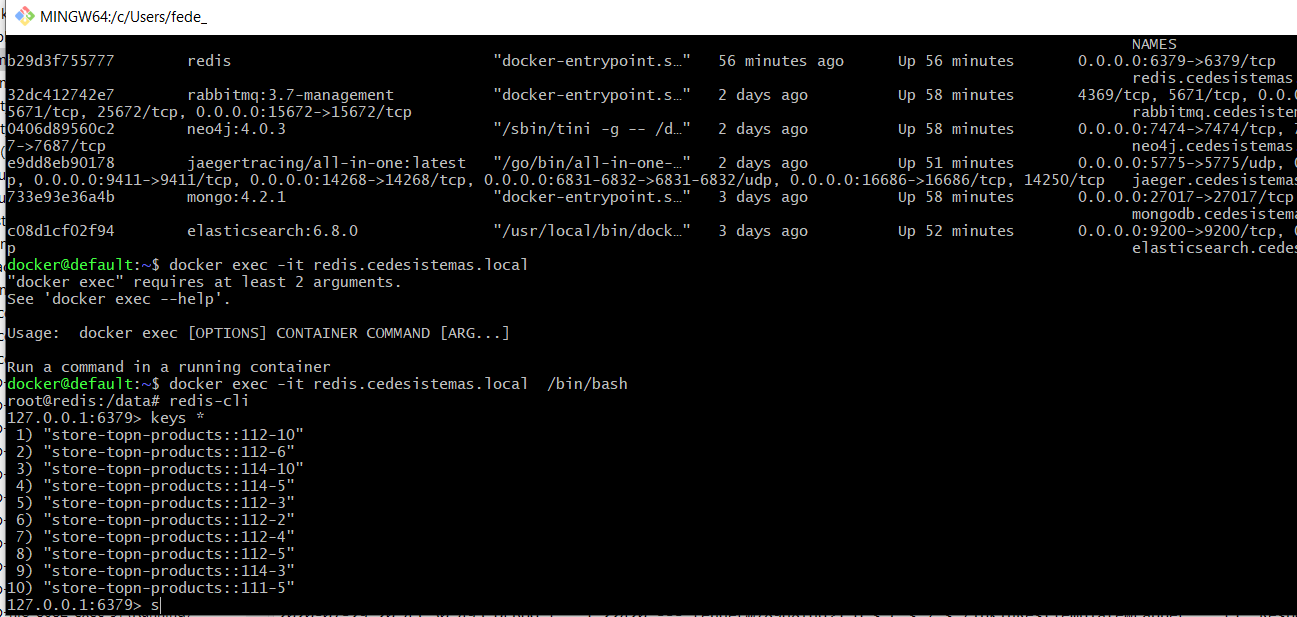 MINGW64:/c/Users/fede_
NAMES
b29d3f755777 redis "docker-entrypoint.s…" 56 minutes ago Up 56 minutes 0.0.0.0:6379->6379/tcp
redis.cedesistemas
32dc412742e7 rabbitmq:3.7-management "docker-entrypoint.s…" 2 days ago Up 58 minutes 4369/tcp, 5671/tcp, 0.0.0
5671/tcp, 25672/tcp, 0.0.0.0:15672->15672/tcp
rabbitmq.cedesistem
0406d89560c2 neo4j:4.0.3 "/sbin/tini -g -- /d…" 2 days ago Up 58 minutes 0.0.0.0:7474->7474/tcp, 7
7->7687/tcp
neo4j.cedesistemas
e9dd8eb90178 jaegertracing/all-in-one:latest "/go/bin/all-in-one-…" 2 days ago Up 51 minutes 0.0.0.0:5775->5775/udp, 0
p, 0.0.0.0:9411->9411/tcp, 0.0.0.0:14268->14268/tcp, 0.0.0.0:6831-6832->6831-6832/udp, 0.0.0.0:16686->16686/tcp, 14250/tcp jaeger.cedesistemas
733e93e36a4b mongo:4.2.1 "docker-entrypoint.s…" 3 days ago Up 58 minutes 0.0.0.0:27017->27017/tcp
mongodb.cedesistema
c08d1cf02f94 elasticsearch:6.8.0 "/usr/local/bin/dock…" 3 days ago Up 52 minutes 0.0.0.0:9200->9200/tcp, 0
p
elasticsearch.cedes
docker@default:~$ docker exec -it redis.cedesistemas.local
"docker exec" requires at least 2 arguments.
See 'docker exec --help'.
Usage: docker exec [OPTIONS] CONTAINER COMMAND [ARG...]
Run a command in a running container
docker@default:~$ docker exec -it redis.cedesistemas.local /bin/bash
root@redis:/data# redis-cli
127.0.0.1:6379> keys *
1) "store-topn-products::112-10"
2) "store-topn-products::112-6"
3) "store-topn-products::114-10"
4) "store-topn-products::114-5"
5) "store-topn-products::112-3"
6) "store-topn-products::112-2"
7) "store-topn-products::112-4"
8) "store-topn-products::112-5"
9) "store-topn-products::114-3"
10) "store-topn-products::111-5"
127.0.0.1:6379> s